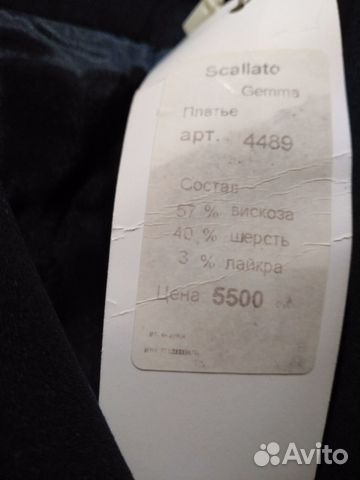 Scallato
Gemma
Платье
арт. 4489
Состав
57 % вискоза
40 % шерсть
3 % лайкра
Цена 5500
Avito